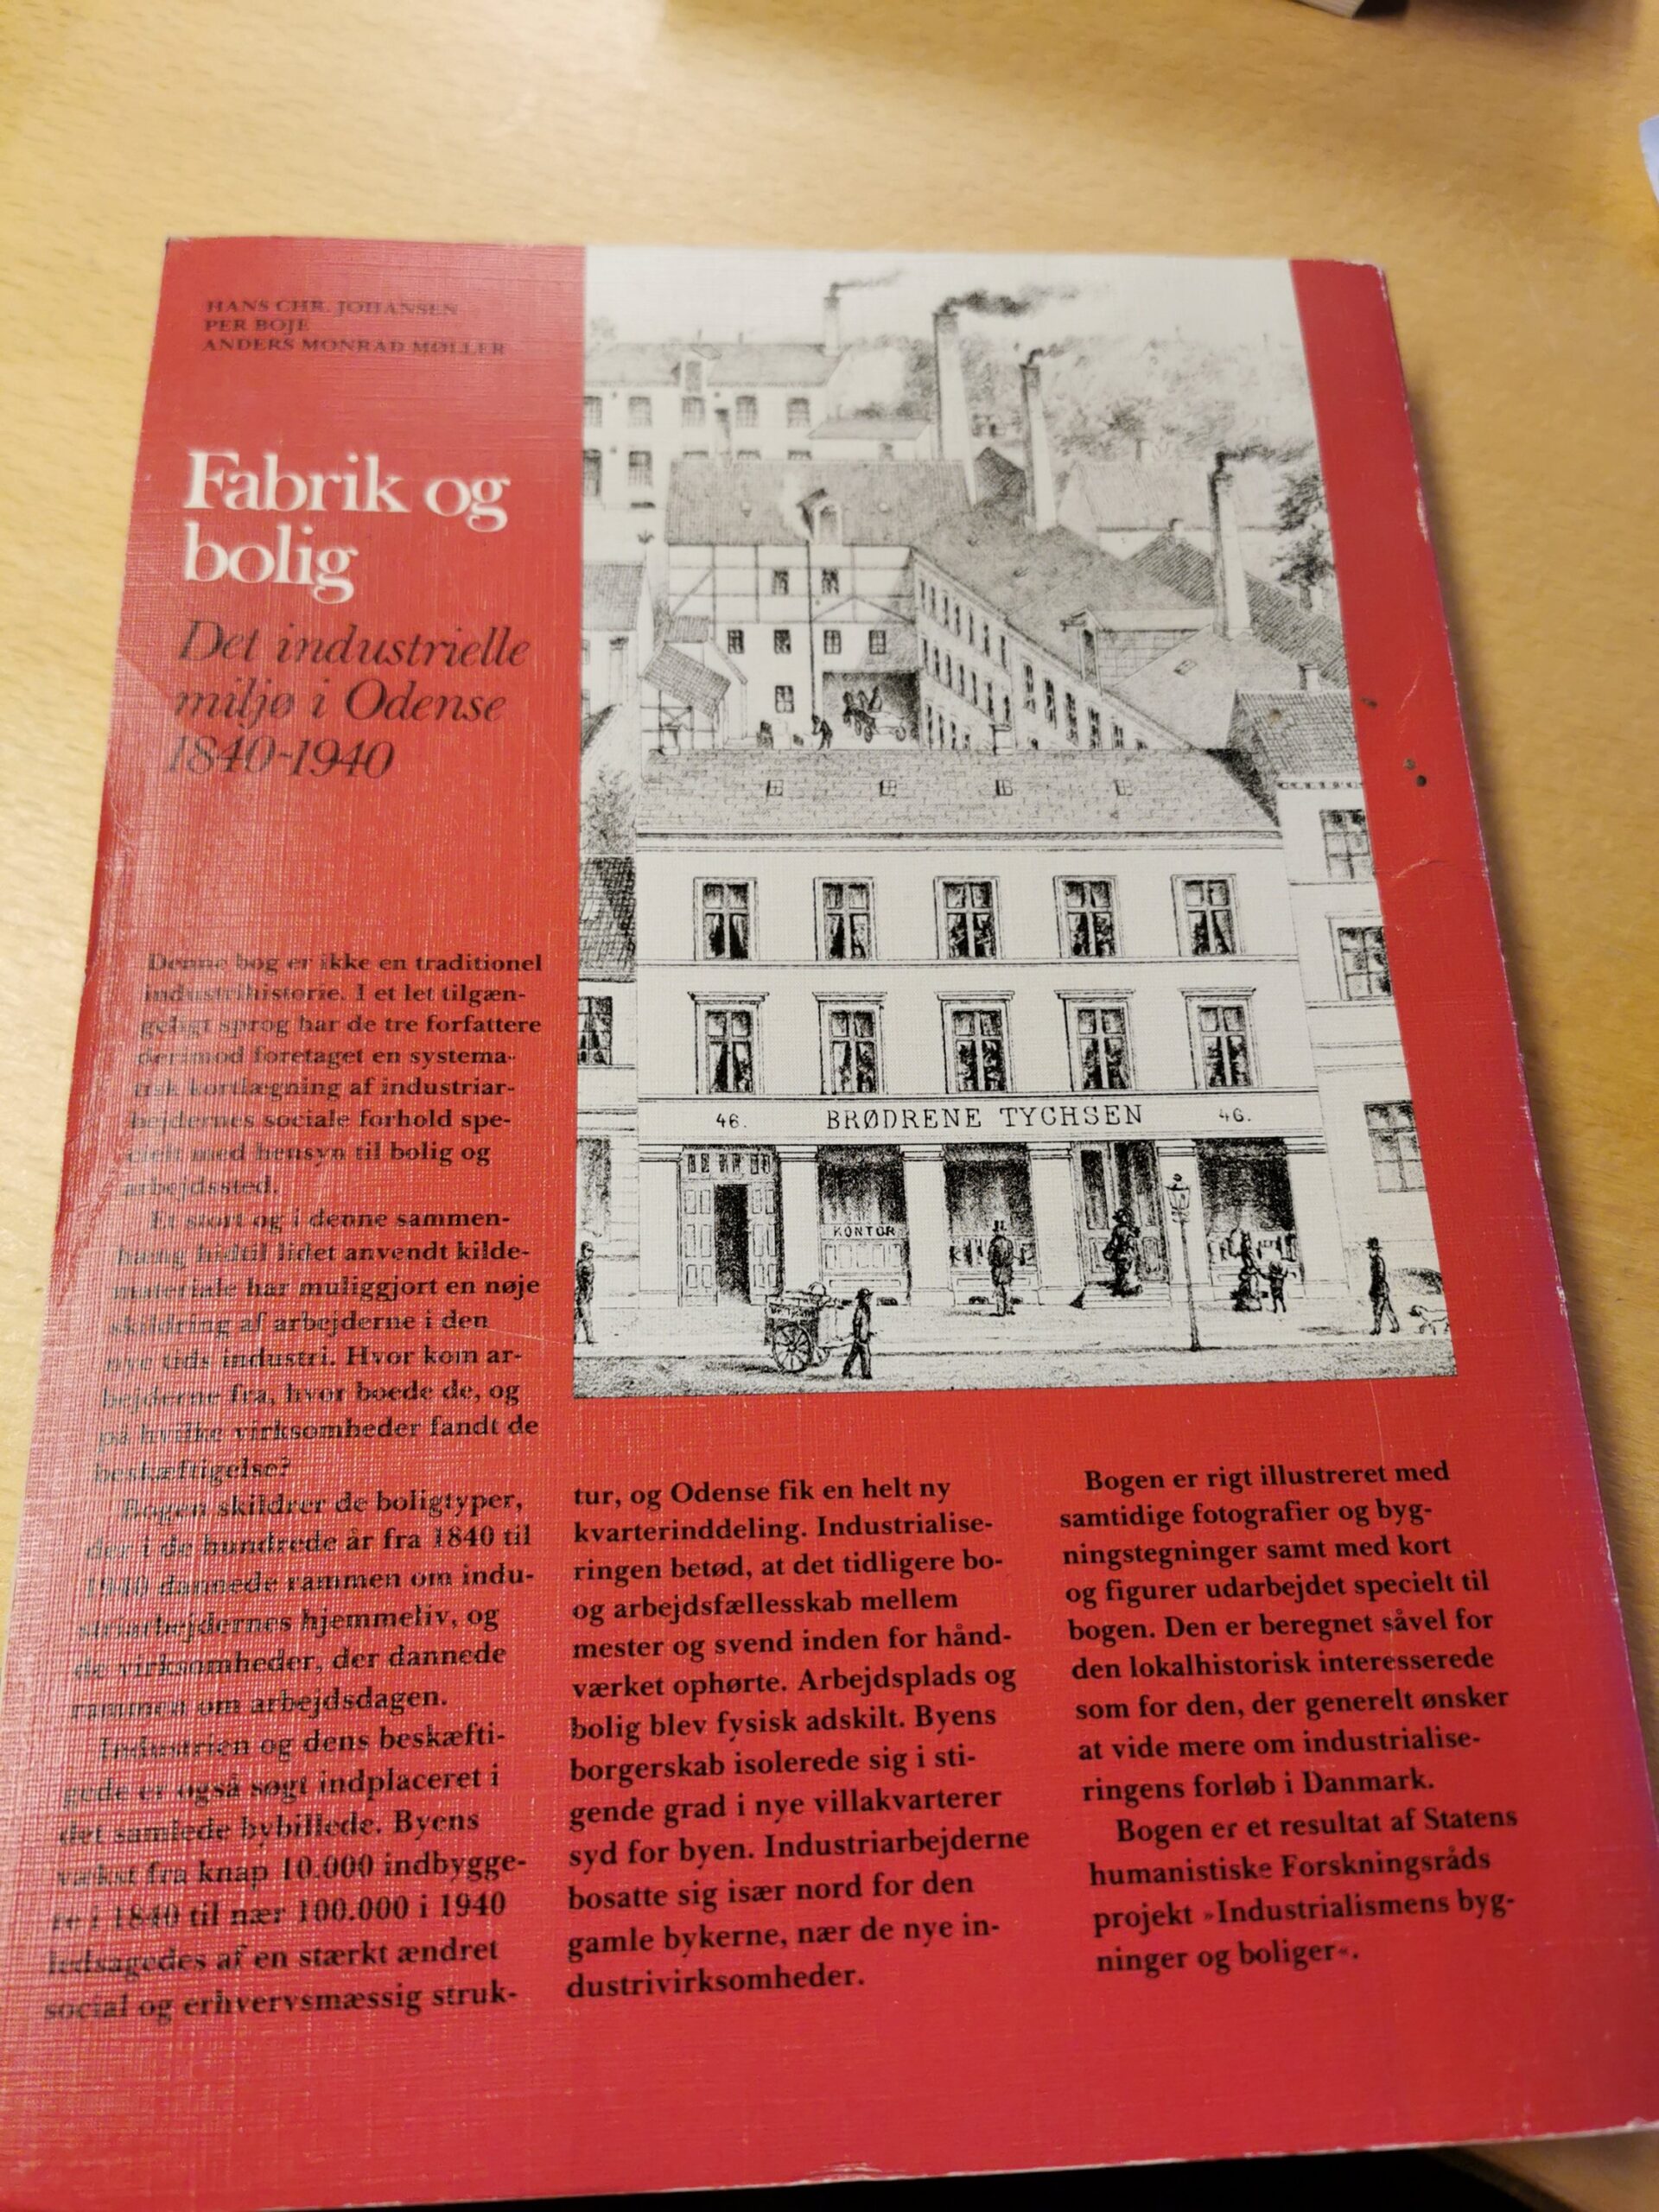 HANS CHR. JOHANSEN
PER BOJE
ANDERS MONRAD MØLLER
Fabrik og
bolig
Det industrielle
miljø i Odense
1840-1940
46. BRØDRENE TYCHSEN 46.
KONTOR
Denne bog er ikke en traditionel
industrihistorie. I et let tilgæn-
geligt sprog har de tre forfattere
derimod foretaget en systema-
tisk kortlægning af industriar-
bejdernes sociale forhold spe-
cielt med hensyn til bolig og
arbejdssted.
Et stort og i denne sammen-
hæng hidtil lidet anvendt kilde-
materiale har muliggjort en nøje
skildring af arbejderne i den
nye tids industri. Hvor kom ar-
bejderne fra, hvor boede de, og
på hvilke virksomheder fandt de
beskæftigelse?
Bogen skildrer de boligtyper,
der i de hundrede år fra 1840 til
1940 dannede rammen om indu-
striarbejdernes hjemmeliv, og
de virksomheder, der dannede
rammen om arbejdsdagen.
Industrien og dens beskæfti-
gede er også søgt indplaceret i
det samlede bybillede. Byens
vækst fra knap 10.000 indbygge-
re i 1840 til nær 100.000 i 1940
ledsagedes af en stærkt ændret
social og erhvervsmæssig struk-
tur, og Odense fik en helt ny
kvarterinddeling. Industrialise-
ringen betød, at det tidligere bo-
og arbejdsfællesskab mellem
mester og svend inden for hånd-
værket ophørte. Arbejdsplads og
bolig blev fysisk adskilt. Byens
borgerskab isolerede sig i sti-
gende grad i nye villakvarterer
syd for byen. Industriarbejderne
bosatte sig især nord for den
gamle bykerne, nær de nye in-
dustrivirksomheder.
Bogen er rigt illustreret med
samtidige fotografier og byg-
ningstegninger samt med kort
og figurer udarbejdet specielt til
bogen. Den er beregnet såvel for
den lokalhistorisk interesserede
som for den, der generelt ønsker
at vide mere om industrialise-
ringens forløb i Danmark.
Bogen er et resultat af Statens
humanistiske Forskningsråds
projekt »Industrialismens byg-
ninger og boliger«.